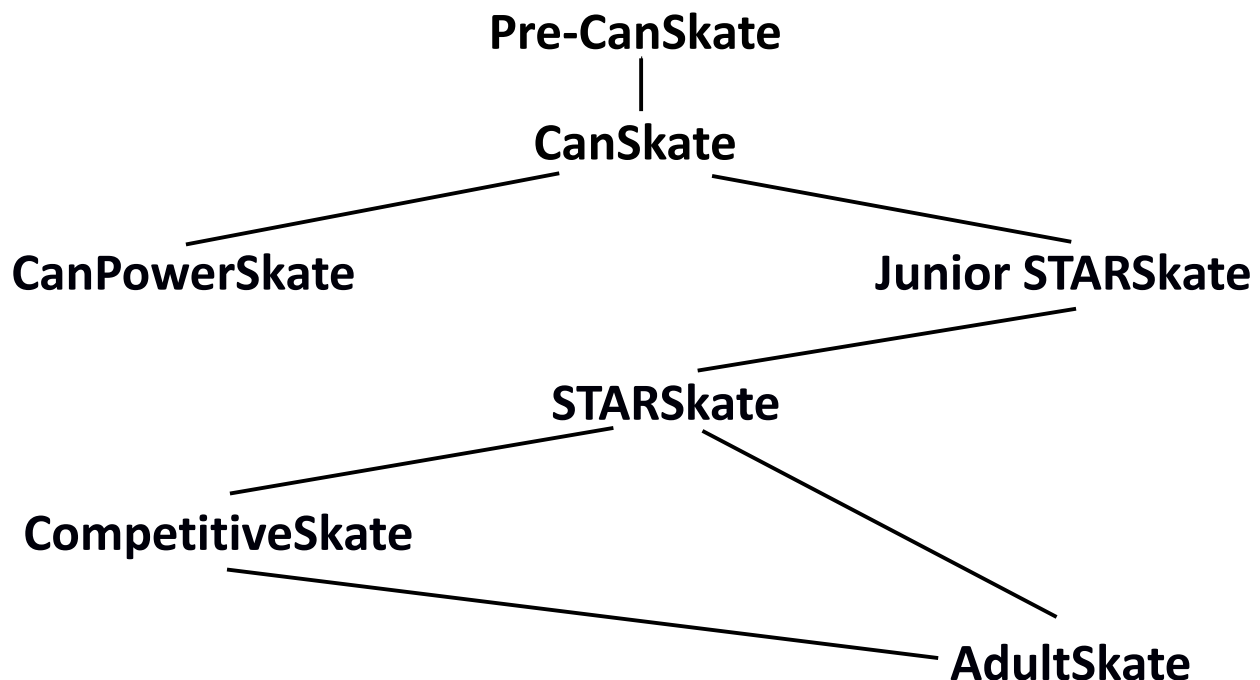 Pre-CanSkate
CanSkate
CanPowerSkate
Junior STARSkate
STARSkate
CompetitiveSkate
AdultSkate